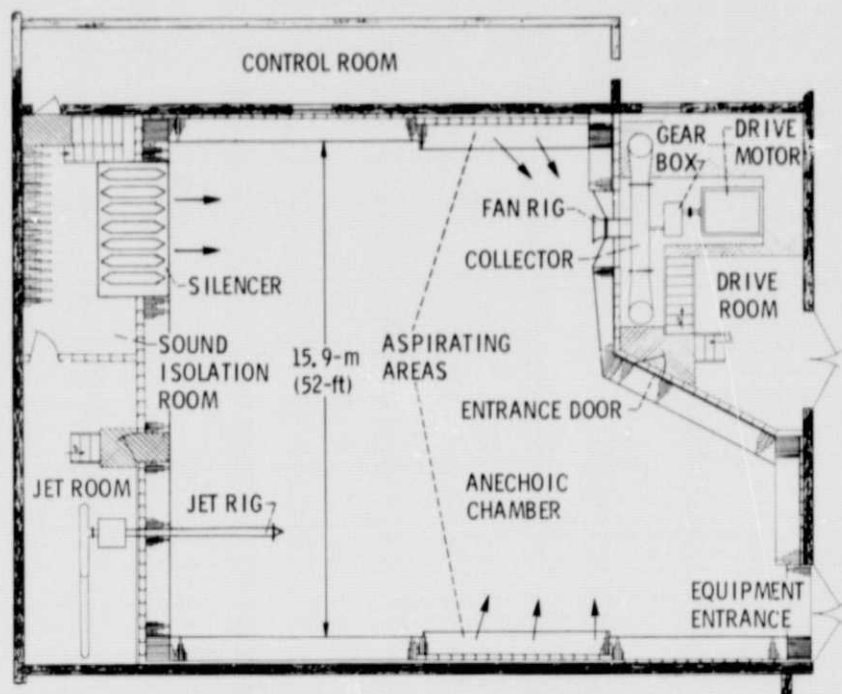 CONTROL ROOM
GEAR
BOX
DRIVE
MOTOR
FAN RIG
COLLECTOR
SILENCER
DRIVE
ROOM
SOUND
ISOLATION
ROOM
15.9-m
(52-ft)
ASPIRATING
AREAS
ENTRANCE DOOR
JET ROOM
JET RIG
ANECHOIC
CHAMBER
EQUIPMENT
ENTRANCE